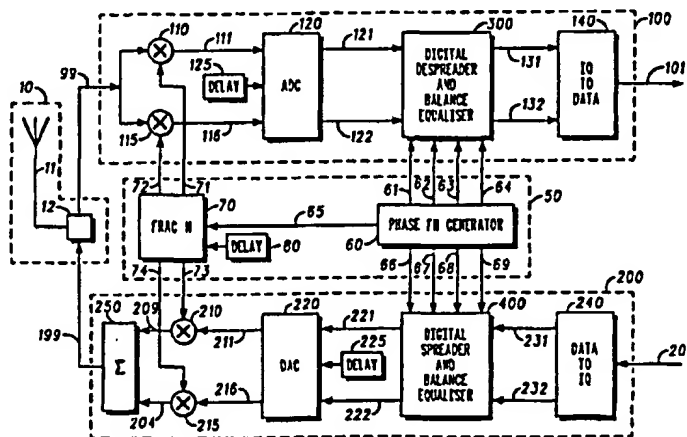 110
111
120
121
300
140
100
99
125
DELAY
ADC
DIGITAL
DESPREADER
AND
BALANCE
EQUALISER
131
IQ
TO
DATA
101
10
115
116
122
132
11
12
72
71
61
62
63
64
50
70
FRAC N
65
60
PHASE FN GENERATOR
DELAY
80
74
73
66
67
68
69
200
250
209
210
220
221
400
240
Σ
211
DAC
225
DELAY
DIGITAL
SPREADER
AND
BALANCE
EQUALISER
231
DATA
TO
IQ
20
199
204
215
216
222
232